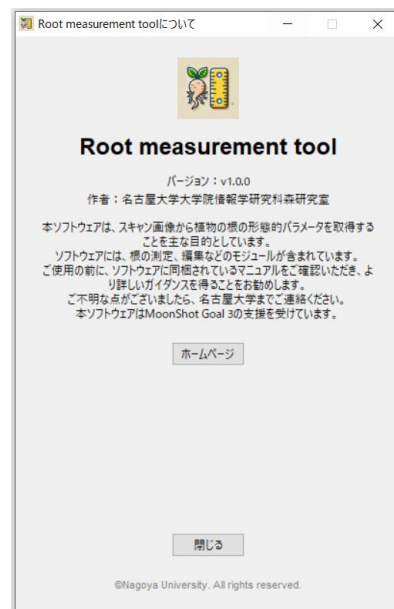 Root measurement toolについて
Root measurement tool
バージョン：v1.0.0
作者：名古屋大学大学院情報学研究科森研究室
本ソフトウェアは、スキャン画像から植物の根の形態的パラメータを取得する
ことを主な目的としています。
ソフトウェアには、根の測定、編集などのモジュールが含まれています。
ご使用の前に、ソフトウェアに同梱されているマニュアルをご確認いただき、よ
り詳しいガイダンスを得ることをお勧めします。
ご不明な点がございましたら、名古屋大学までご連絡ください。
本ソフトウェアはMoonShot Goal 3の支援を受けています。
ホームページ
閉じる
©Nagoya University. All rights reserved.